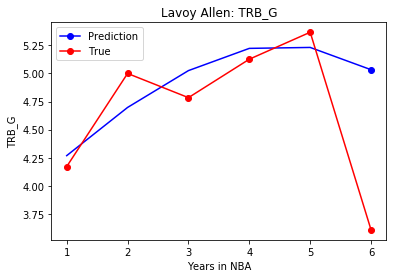 Lavoy Allen: TRB_G
Prediction
True
TRB_G
5.25
5.00
4.75
4.50
4.25
4.00
3.75
1 2 3 4 5 6
Years in NBA